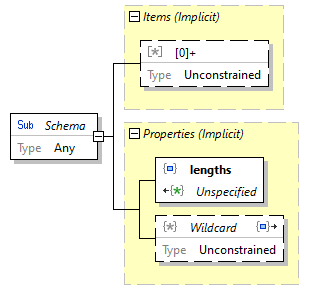 Items (Implicit)
[*] [0]+
Type Unconstrained
Sub Schema
Type Any
Properties (Implicit)
{} lengths
{*} Unspecified
{*} Wildcard {}
Type Unconstrained